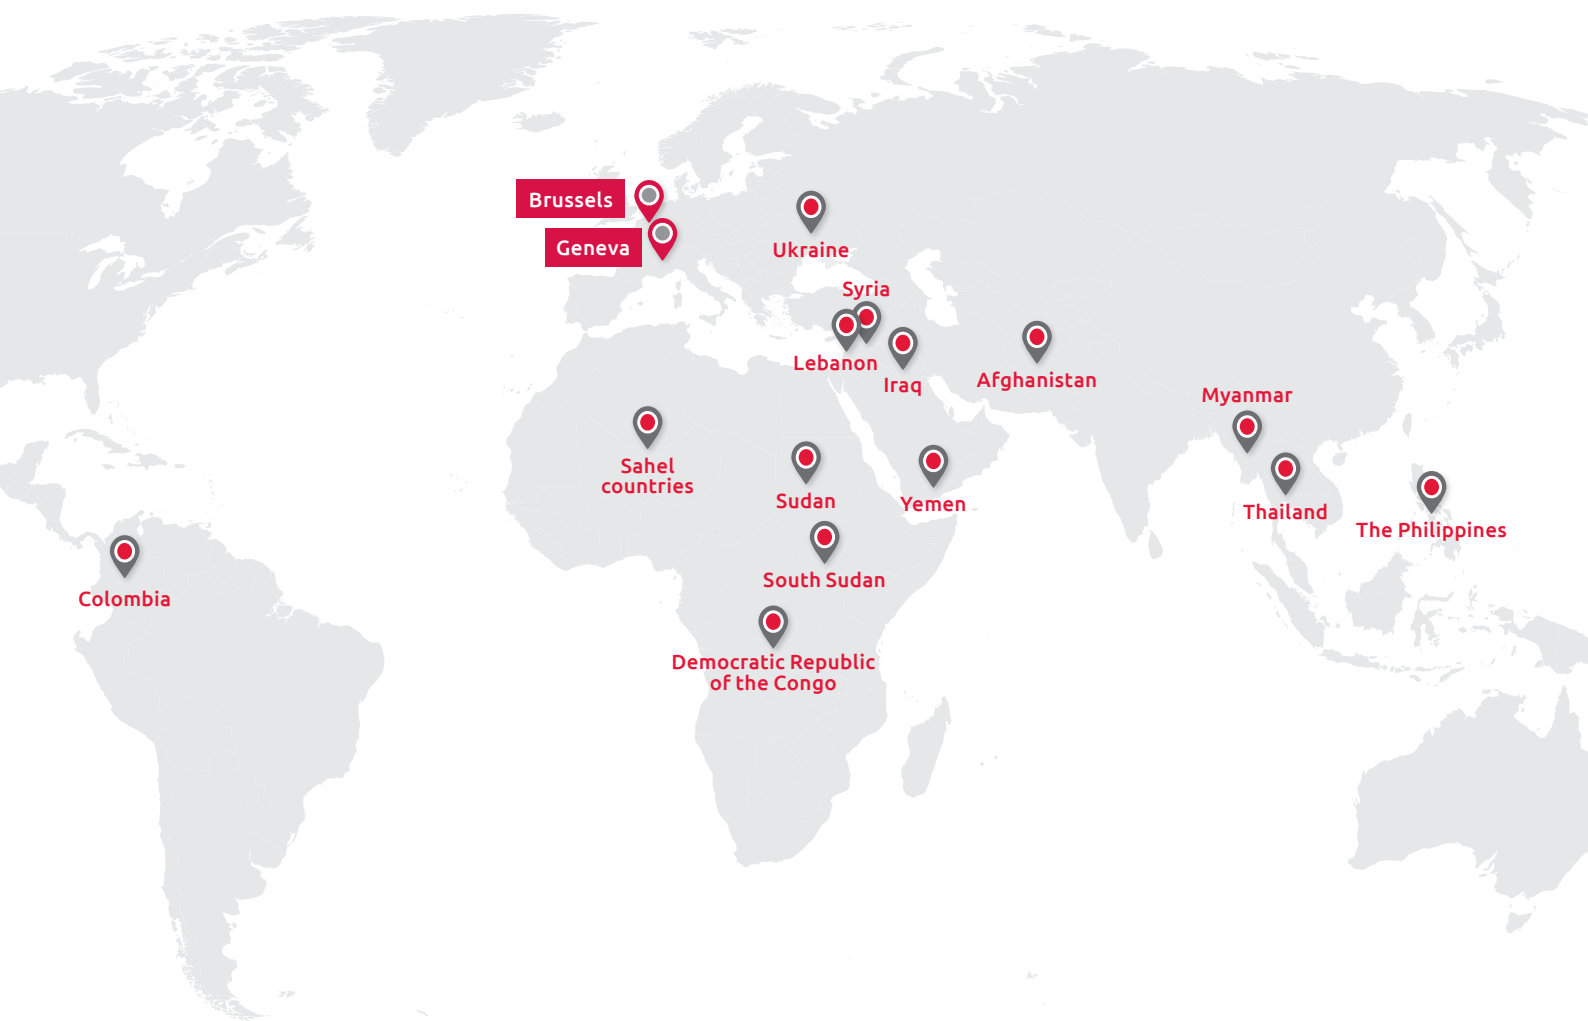 Brussels
Geneva
Ukraine
Syria
Lebanon
Iraq
Afghanistan
Myanmar
Sahel
countries
Sudan
Yemen
Thailand
The Philippines
South Sudan
Colombia
Democratic Republic
of the Congo